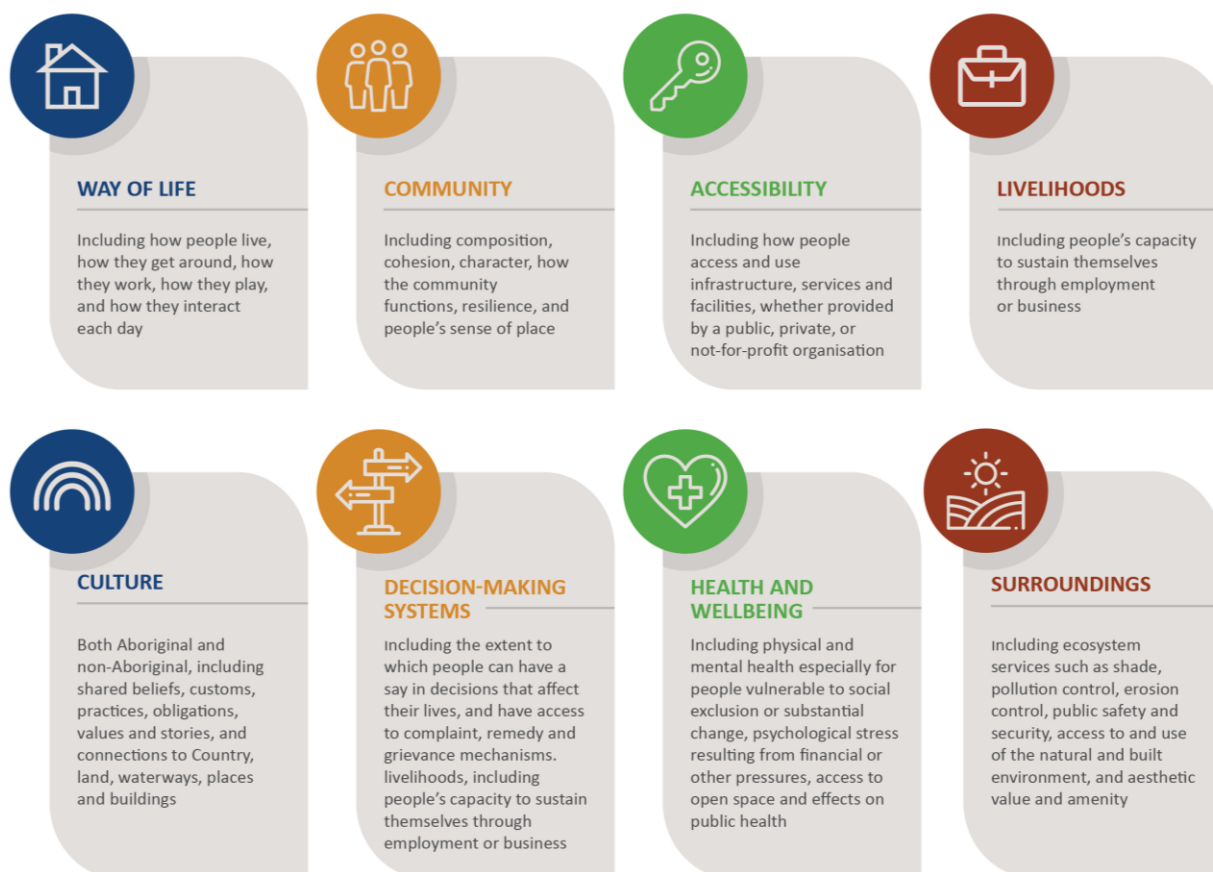 WAY OF LIFE
Including how people live,
how they get around, how
they work, how they play,
and how they interact
each day
COMMUNITY
Including composition,
cohesion, character, how
the community
functions, resilience, and
people's sense of place
ACCESSIBILITY
Including how people
access and use
infrastructure, services and
facilities, whether provided
by a public, private, or
not-for-profit organisation
LIVELIHOODS
including people's capacity
to sustain themselves
through employment
or business
CULTURE
Both Aboriginal and
non-Aboriginal, including
shared beliefs, customs,
practices, obligations,
values and stories, and
connections to Country,
land, waterways, places
and buildings
DECISION-MAKING
SYSTEMS
including the extent to
which people can have a
say in decisions that affect
their lives, and have access
to complaint, remedy and
grievance mechanisms.
livelihoods, including
people's capacity to sustain
themselves through
employment or business
HEALTH AND
WELLBEING
Including physical and
mental health especially for
people vulnerable to social
exclusion or substantial
change, psychological stress
resulting from financial or
other pressures, access to
open space and effects on
public health
SURROUNDINGS
including ecosystem
services such as shade,
pollution control, erosion
control, public safety and
security, access to and use
of the natural and built
environment, and aesthetic
value and amenity